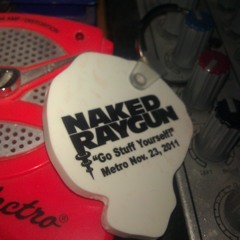 NAKED
RAYGUN
"Go Stuff Yourself!"
Metro Nov. 23, 2011